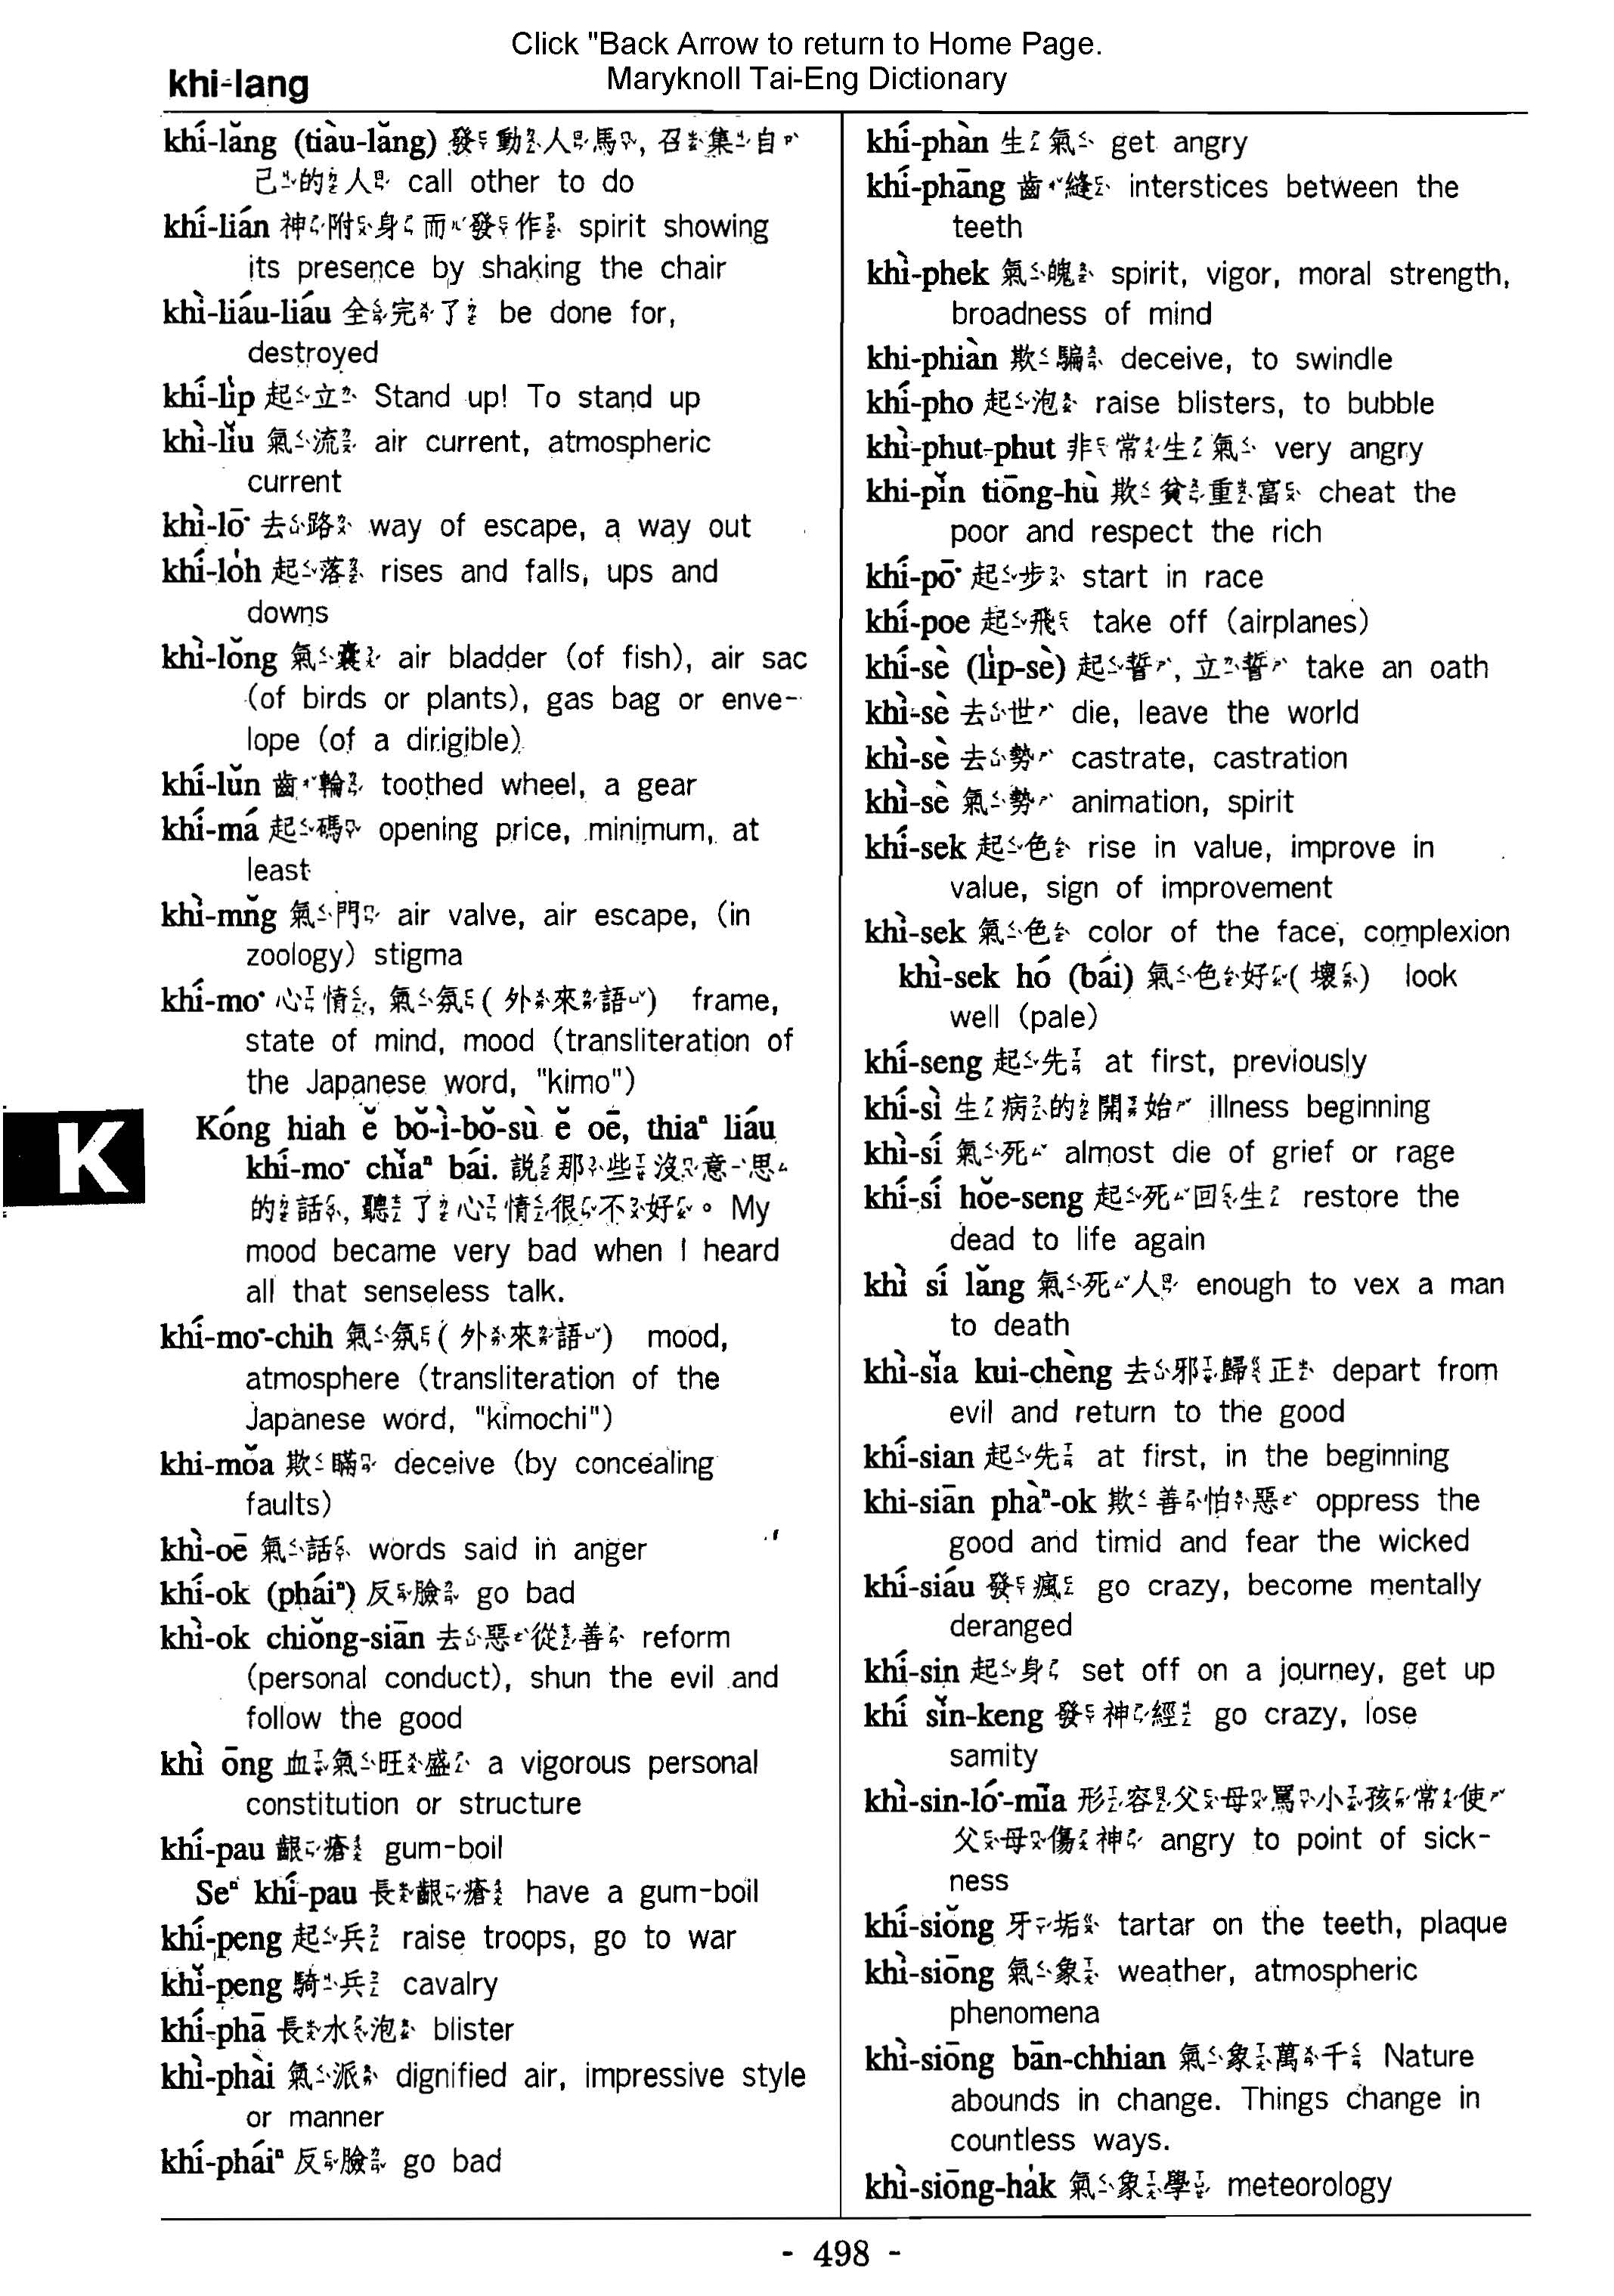 Click "Back Arrow to return to Home Page.
Maryknoll Tai-Eng Dictionary
khi-lang
khí-lǎng (tiàu-lǎng) 發動人馬, 召集自
己的人 call other to do
khí-lián 神附身而發作 spirit showing
its presence by shaking the chair
khì-liáu-liáu 全完了 be done for,
destroyed
khí-li̍p 起立 Stand up! To stand up
khì-lǐu 氣流 air current, atmospheric
current
khì-lō͘ 去路 way of escape, a way out
khí-lo̍h 起落 rises and falls, ups and
downs
khì-lǒng 氣囊 air bladder (of fish), air sac
(of birds or plants), gas bag or enve-
lope (of a dirigible)
khí-lǔn 齒輪 toothed wheel, a gear
khí-má 起碼 opening price, minimum, at
least
khì-mn̆g 氣門 air valve, air escape, (in
zoology) stigma
khí-mo͘ 心情, 氣氛(外來語) frame,
state of mind, mood (transliteration of
the Japanese word, "kimo")
Kóng hiah ě bǒ-ì-bǒ-sù ě oē, thiaⁿ liáu
khí-mo͘ chǐaⁿ bái. 說那些沒意思
的話, 聽了心情很不好。 My
mood became very bad when I heard
all that senseless talk.
khí-mo͘-chih 氣氛(外來語) mood,
atmosphere (transliteration of the
Japanese word, "kimochi")
khi-mǒa 欺瞞 deceive (by concealing
faults)
khì-oē 氣話 words said in anger
khí-ok (pháiⁿ) 反臉 go bad
khì-ok chiǒng-siān 去惡從善 reform
(personal conduct), shun the evil and
follow the good
khì ōng 血氣旺盛 a vigorous personal
constitution or structure
khí-pau 齦瘡 gum-boil
Seⁿ khí-pau 長齦瘡 have a gum-boil
khí-peng 起兵 raise troops, go to war
khǐ-peng 騎兵 cavalry
khí-phā 長水泡 blister
khì-phài 氣派 dignified air, impressive style
or manner
khí-pháiⁿ 反臉 go bad
khí-phàn 生氣 get angry
khí-phāng 齒縫 interstices between the
teeth
khì-phek 氣魄 spirit, vigor, moral strength,
broadness of mind
khi-phiàn 欺騙 deceive, to swindle
khí-pho 起泡 raise blisters, to bubble
khì-phut-phut 非常生氣 very angry
khi-pǐn tiōng-hù 欺貧重富 cheat the
poor and respect the rich
khí-pō͘ 起步 start in race
khí-poe 起飛 take off (airplanes)
khí-sè (li̍p-sè) 起誓, 立誓 take an oath
khì-sè 去世 die, leave the world
khì-sè 去勢 castrate, castration
khì-sè 氣勢 animation, spirit
khí-sek 起色 rise in value, improve in
value, sign of improvement
khì-sek 氣色 color of the face, complexion
khì-sek hó (bái) 氣色好(壞) look
well (pale)
khí-seng 起先 at first, previously
khí-sì 生病的開始 illness beginning
khì-sí 氣死 almost die of grief or rage
khí-sí hǒe-seng 起死回生 restore the
dead to life again
khì sí lǎng 氣死人 enough to vex a man
to death
khì-sǐa kui-chèng 去邪歸正 depart from
evil and return to the good
khí-sian 起先 at first, in the beginning
khi-siān phàⁿ-ok 欺善怕惡 oppress the
good and timid and fear the wicked
khí-siáu 發瘋 go crazy, become mentally
deranged
khí-sin 起身 set off on a journey, get up
khí sǐn-keng 發神經 go crazy, lose
samity
khì-sin-ló͘-mīa 形容父母罵小孩常使
父母傷神 angry to point of sick-
ness
khí-siǒng 牙垢 tartar on the teeth, plaque
khì-siōng 氣象 weather, atmospheric
phenomena
khì-siōng bān-chhian 氣象萬千 Nature
abounds in change. Things change in
countless ways.
khì-siōng-ha̍k 氣象學 meteorology
K
- 498 -